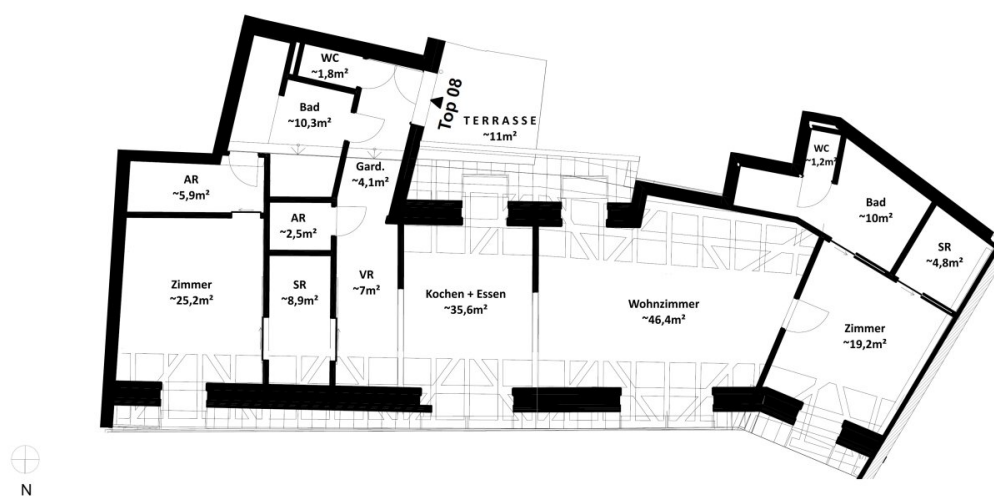 WC
~1,8m²
Top 08
TERRASSE
~11m²
Bad
~10,3m²
WC
~1,2m²
Gard.
~4,1m²
AR
~5,9m²
Bad
~10m²
AR
~2,5m²
SR
~4,8m²
Zimmer
~25,2m²
SR
~8,9m²
VR
~7m²
Kochen + Essen
~35,6m²
Wohnzimmer
~46,4m²
Zimmer
~19,2m²
N